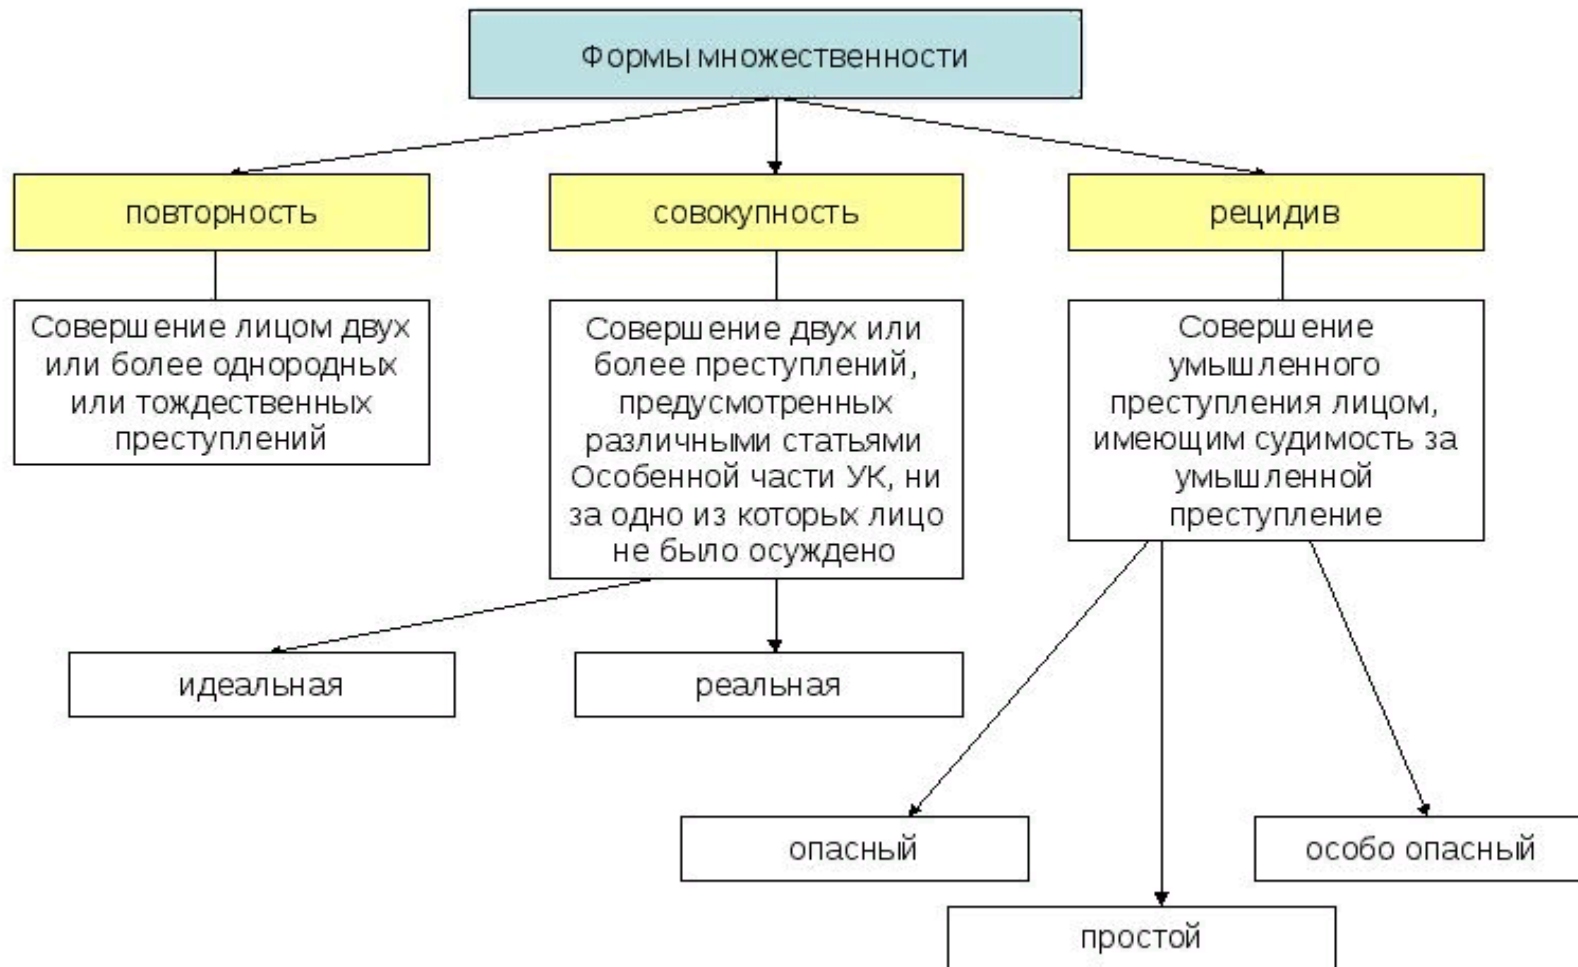 Формы множественности
повторность
совокупность
рецидив
Совершение лицом двух
или более однородных
или тождественных
преступлений
Совершение двух или
более преступлений,
предусмотренных
различными статьями
Особенной части УК, ни
за одно из которых лицо
не было осуждено
Совершение
умышленного
преступления лицом,
имеющим судимость за
умышленной
преступление
идеальная
реальная
опасный
особо опасный
простой